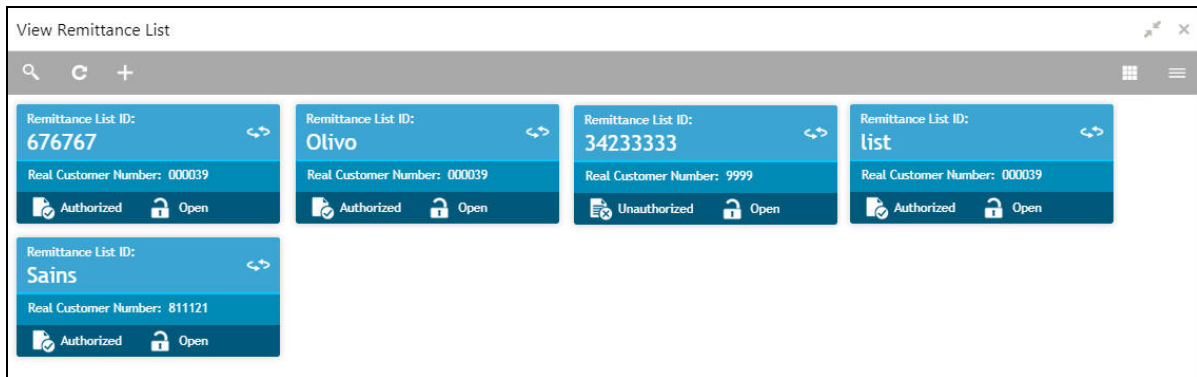 View Remittance List
Remittance List ID:
676767
Real Customer Number: 000039
Authorized Open
Remittance List ID:
Olivo
Real Customer Number: 000039
Authorized Open
Remittance List ID:
34233333
Real Customer Number: 9999
Unauthorized Open
Remittance List ID:
list
Real Customer Number: 000039
Authorized Open
Remittance List ID:
Sains
Real Customer Number: 811121
Authorized Open